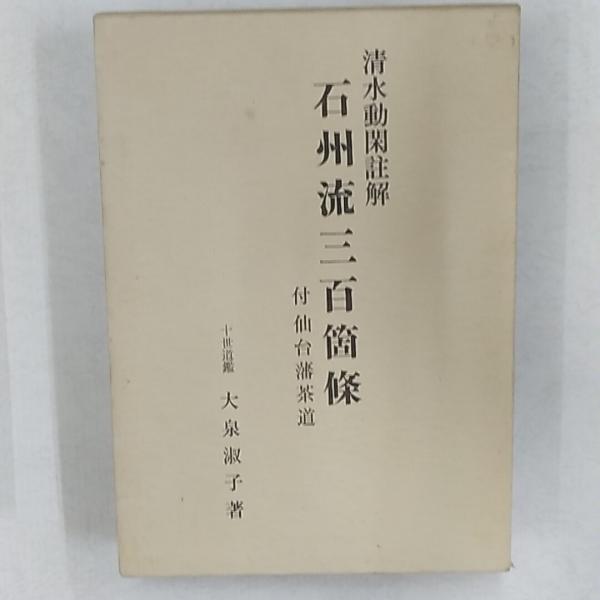 清水動閑註解
石州流三百箇條
付仙台藩茶道
十世道鑑 大泉淑子著